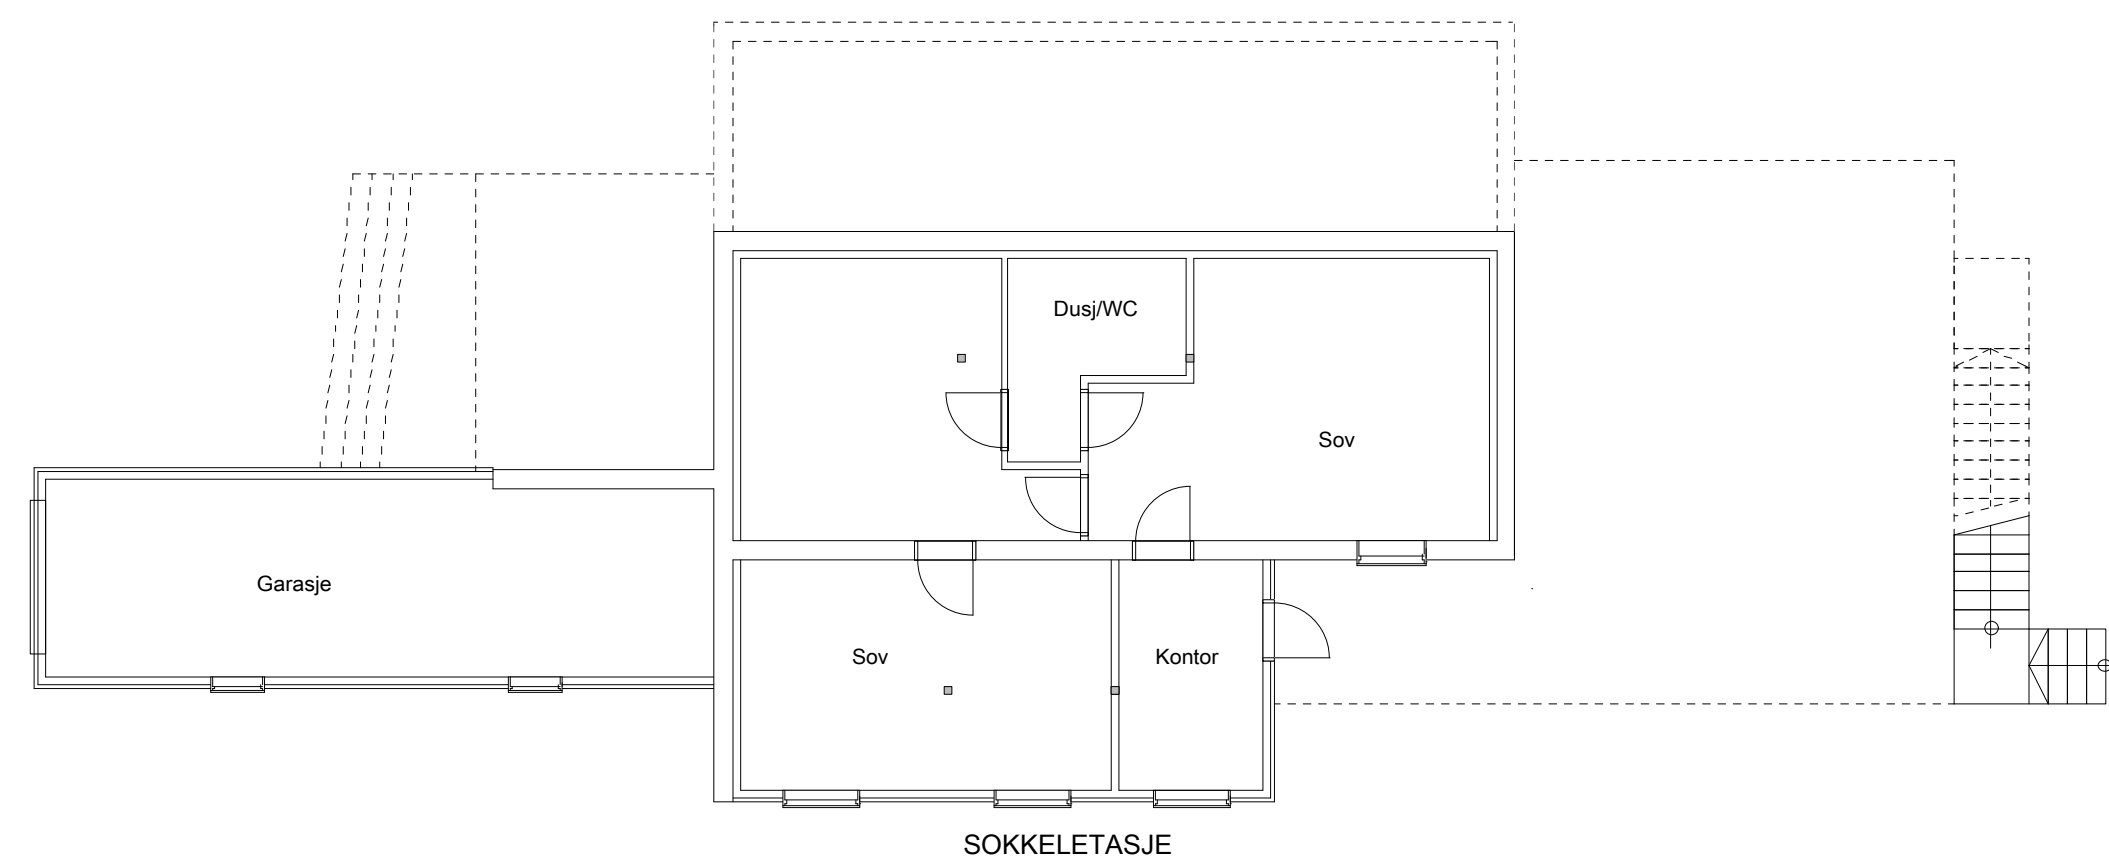 Dusj/WC
Sov
Garasje
Sov
Kontor
SOKKELETASJE